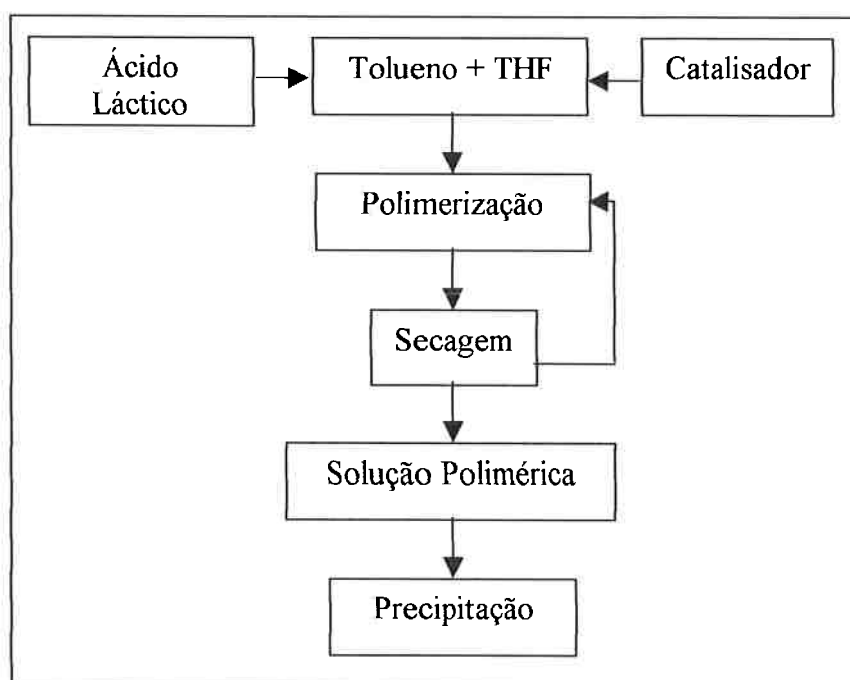 Ácido
Láctico
Tolueno + THF
Catalisador
Polimerização
Secagem
Solução Polimérica
Precipitação